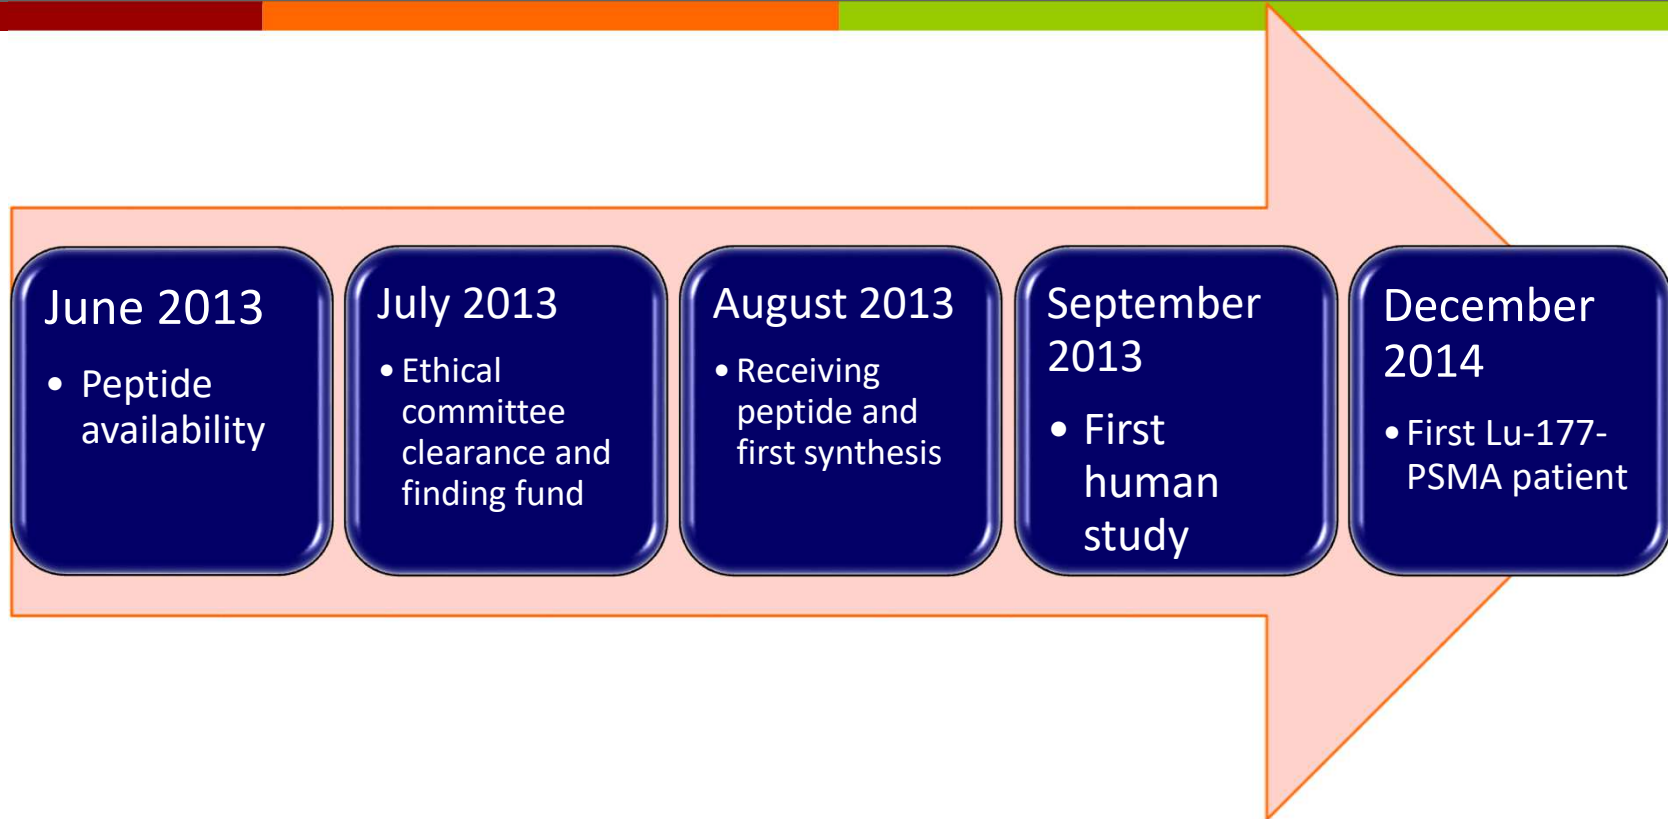 June 2013
• Peptide
availability
July 2013
• Ethical
committee
clearance and
finding fund
August 2013
• Receiving
peptide and
first synthesis
September
2013
• First
human
study
December
2014
• First Lu-177-
PSMA patient